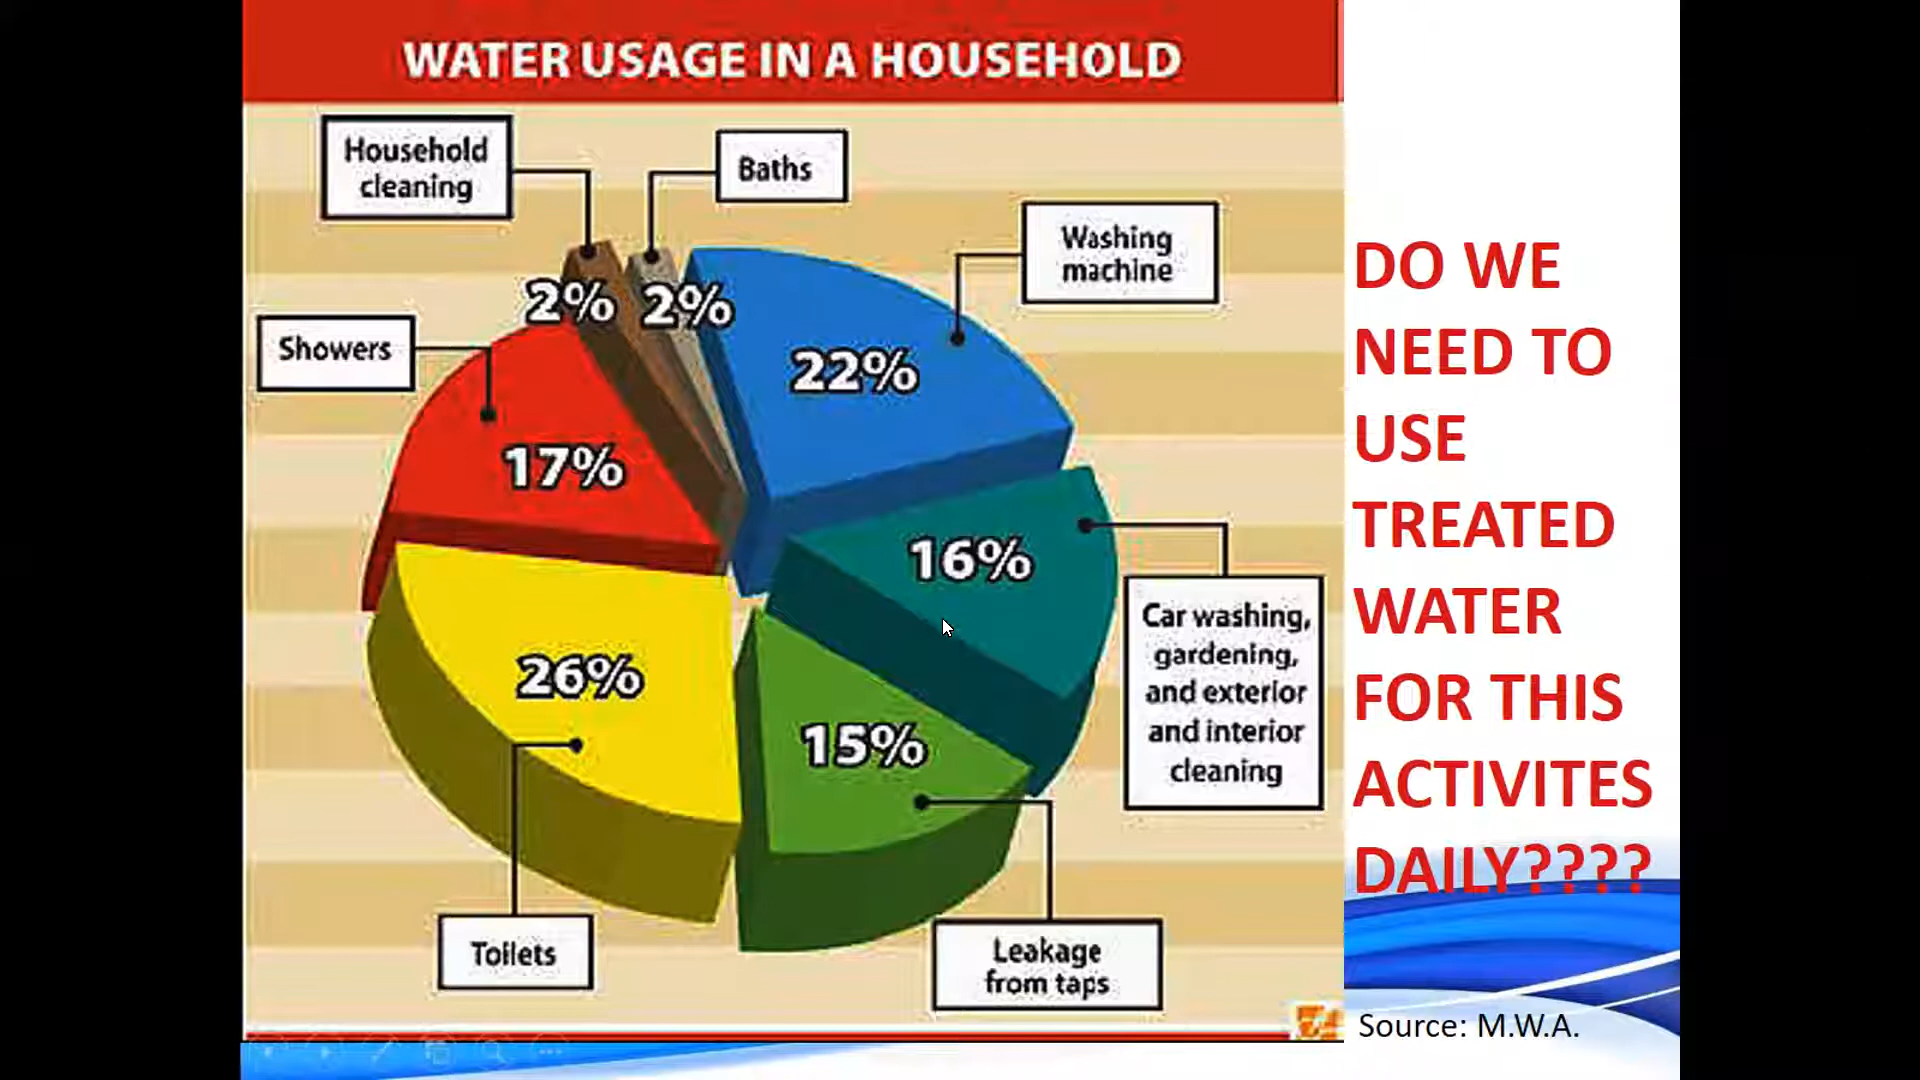 WATER USAGE IN A HOUSEHOLD
Household
cleaning
Baths
Washing
machine
Showers
2%
2%
22%
17%
16%
Car washing,
gardening,
and exterior
and interior
cleaning
26%
15%
Toilets
Leakage
from taps
DO WE
NEED TO
USE
TREATED
WATER
FOR THIS
ACTIVITES
DAILY????
Source: M.W.A.